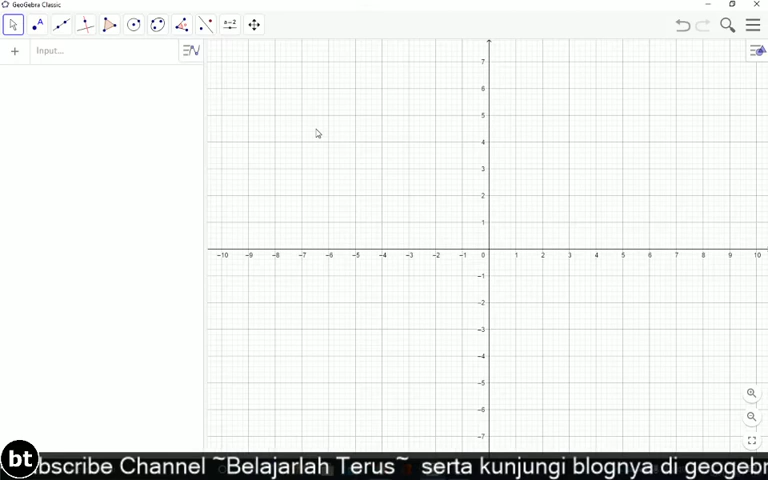 GeoGebra Classic
a=2
Input...
7
6
5
4
3
2
1
−10 −9 −8 −7 −6 −5 −4 −3 −2 −1 0 1 2 3 4 5 6 7 8 9 10
−1
−2
−3
−4
−5
−6
−7
bt
bscribe Channel ~Belajarlah Terus~ serta kunjungi blognya di geogebr